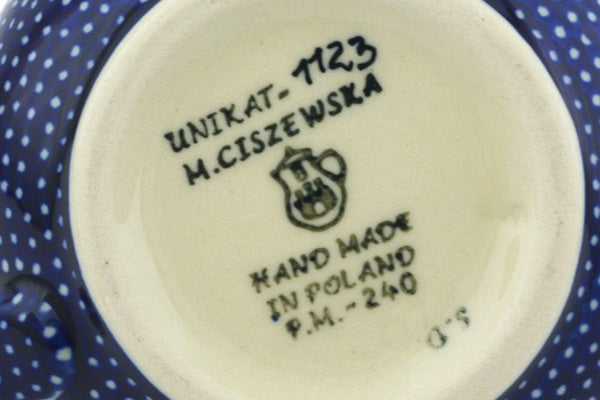 UNIKAT-1123
M.CISZEWSKA
HAND MADE
IN POLAND
P.M.-240